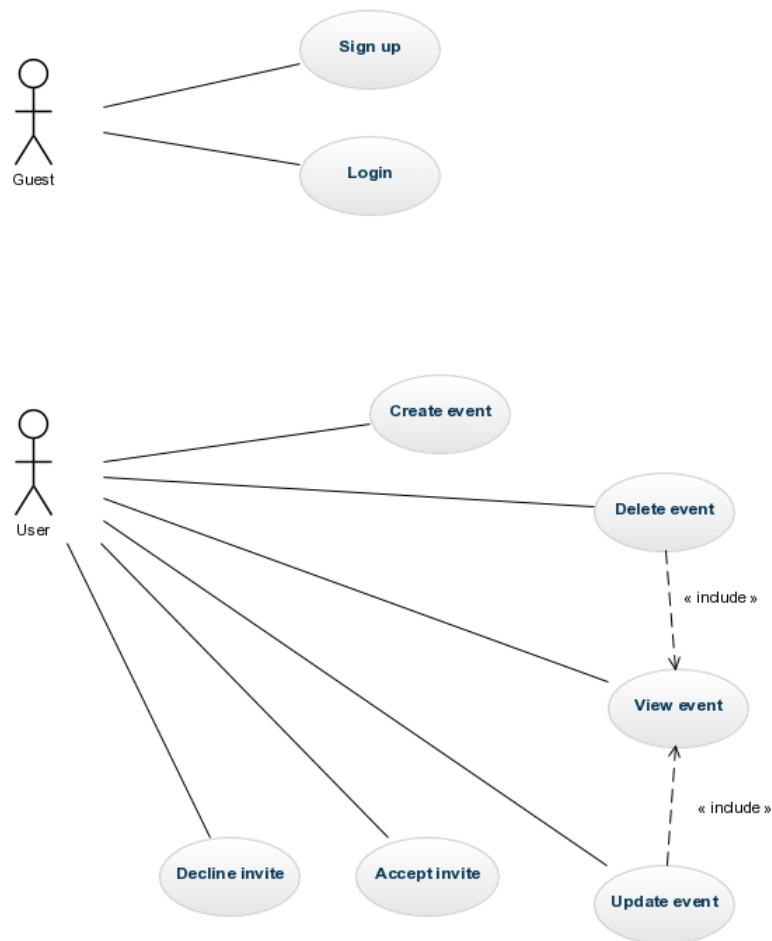 Sign up
Login
Guest
Create event
Delete event
User
« include »
View event
« include »
Decline invite
Accept invite
Update event